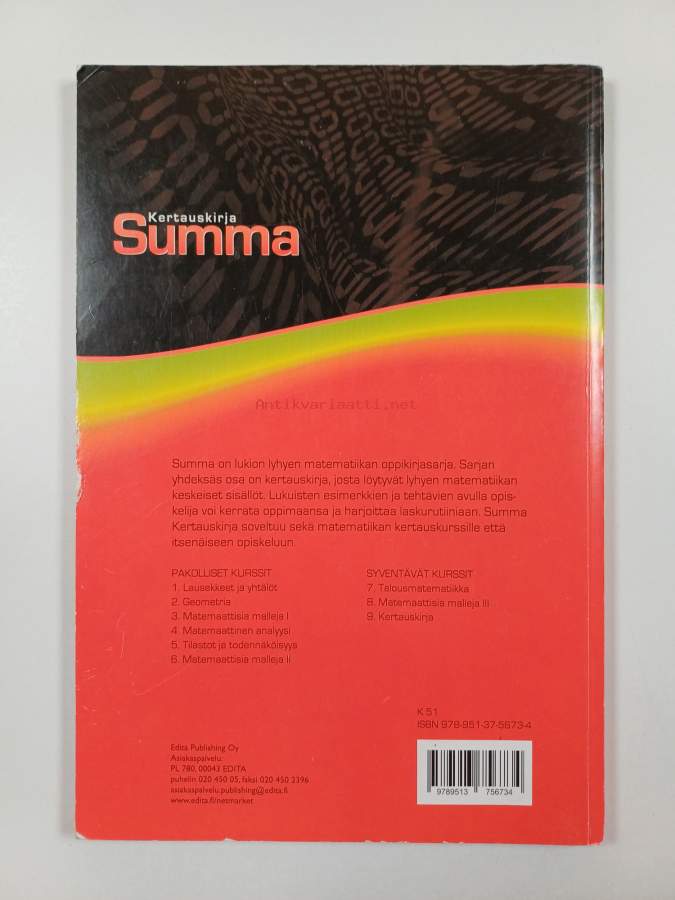 Kertauskirja
Summa
Antikvariaatti.net
Summa on lukion lyhyen matematiikan oppikirjasarja. Sarjan
yhdeksäs osa on kertauskirja, josta löytyvät lyhyen matematiikan
keskeiset sisällöt. Lukuisten esimerkkien ja tehtävien avulla opis-
kelija voi kerrata oppimaansa ja harjoittaa laskurutiiniaan. Summa
Kertauskirja soveltuu sekä matematiikan kertauskurssille että
itsenäiseen opiskeluun.
PAKOLLISET KURSSIT
1. Lausekkeet ja yhtälöt
2. Geometria
3. Matemaattisia malleja I
4. Matemaattinen analyysi
5. Tilastot ja todennäköisyys
6. Matemaattisia malleja II
SYVENTÄVÄT KURSSIT
7. Talousmatematiikka
8. Matemaattisia malleja III
9. Kertauskirja
K 51
ISBN 978-951-37-5673-4
Edita Publishing Oy
Asiakaspalvelu
PL 780, 00043 EDITA
puhelin 020 450 05, faksi 020 450 2396
asiakaspalvelu.publishing@edita.fi
www.edita.fi/netmarket
9789513 756734